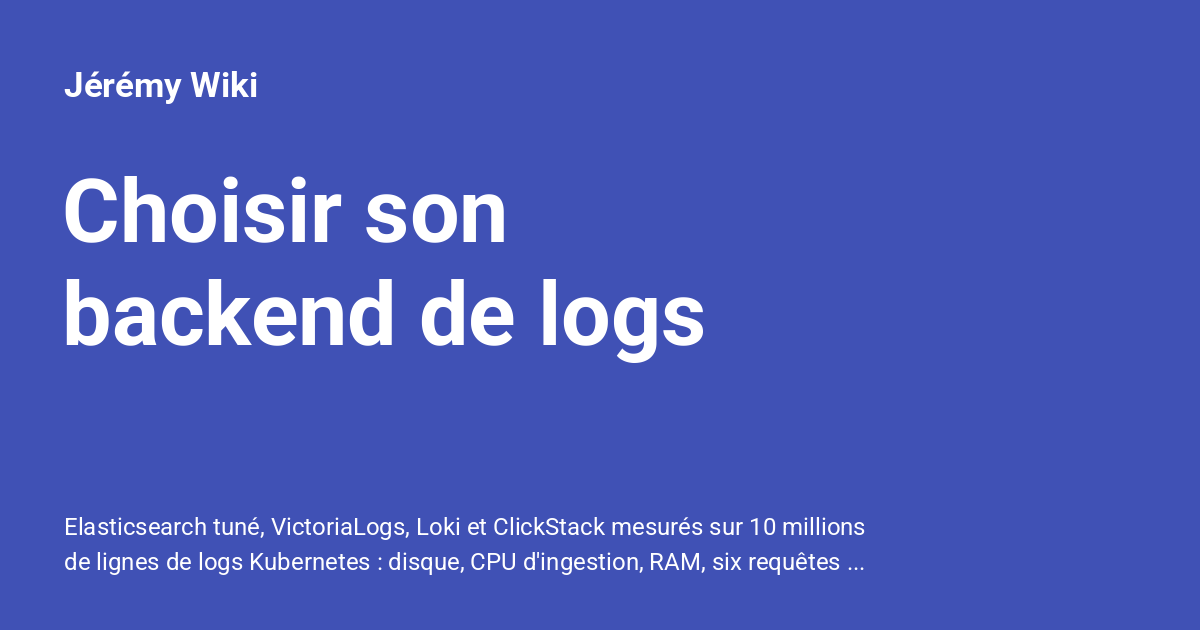 Jérémy Wiki
Choisir son
backend de logs
Elasticsearch tuné, VictoriaLogs, Loki et ClickStack mesurés sur 10 millions
de lignes de logs Kubernetes : disque, CPU d'ingestion, RAM, six requêtes ...